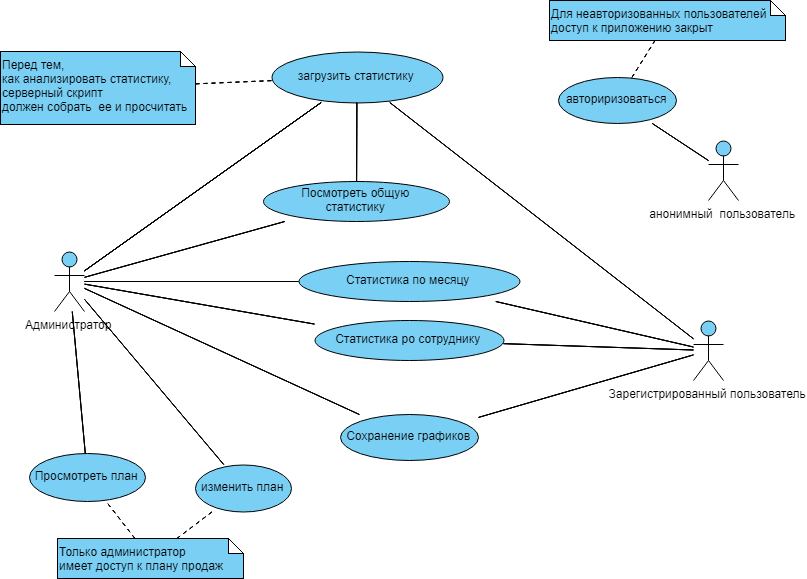 Для неавторизованных пользователей
доступ к приложению закрыт
Перед тем,
как анализировать статистику,
серверный скрипт
должен собрать ее и просчитать
загрузить статистику
авториризоваться
Посмотреть общую
статистику
анонимный пользователь
Статистика по месяцу
Администратор
Статистика ро сотруднику
Зарегистрированный пользователь
Сохранение графиков
Просмотреть план
изменить план
Только администратор
имеет доступ к плану продаж